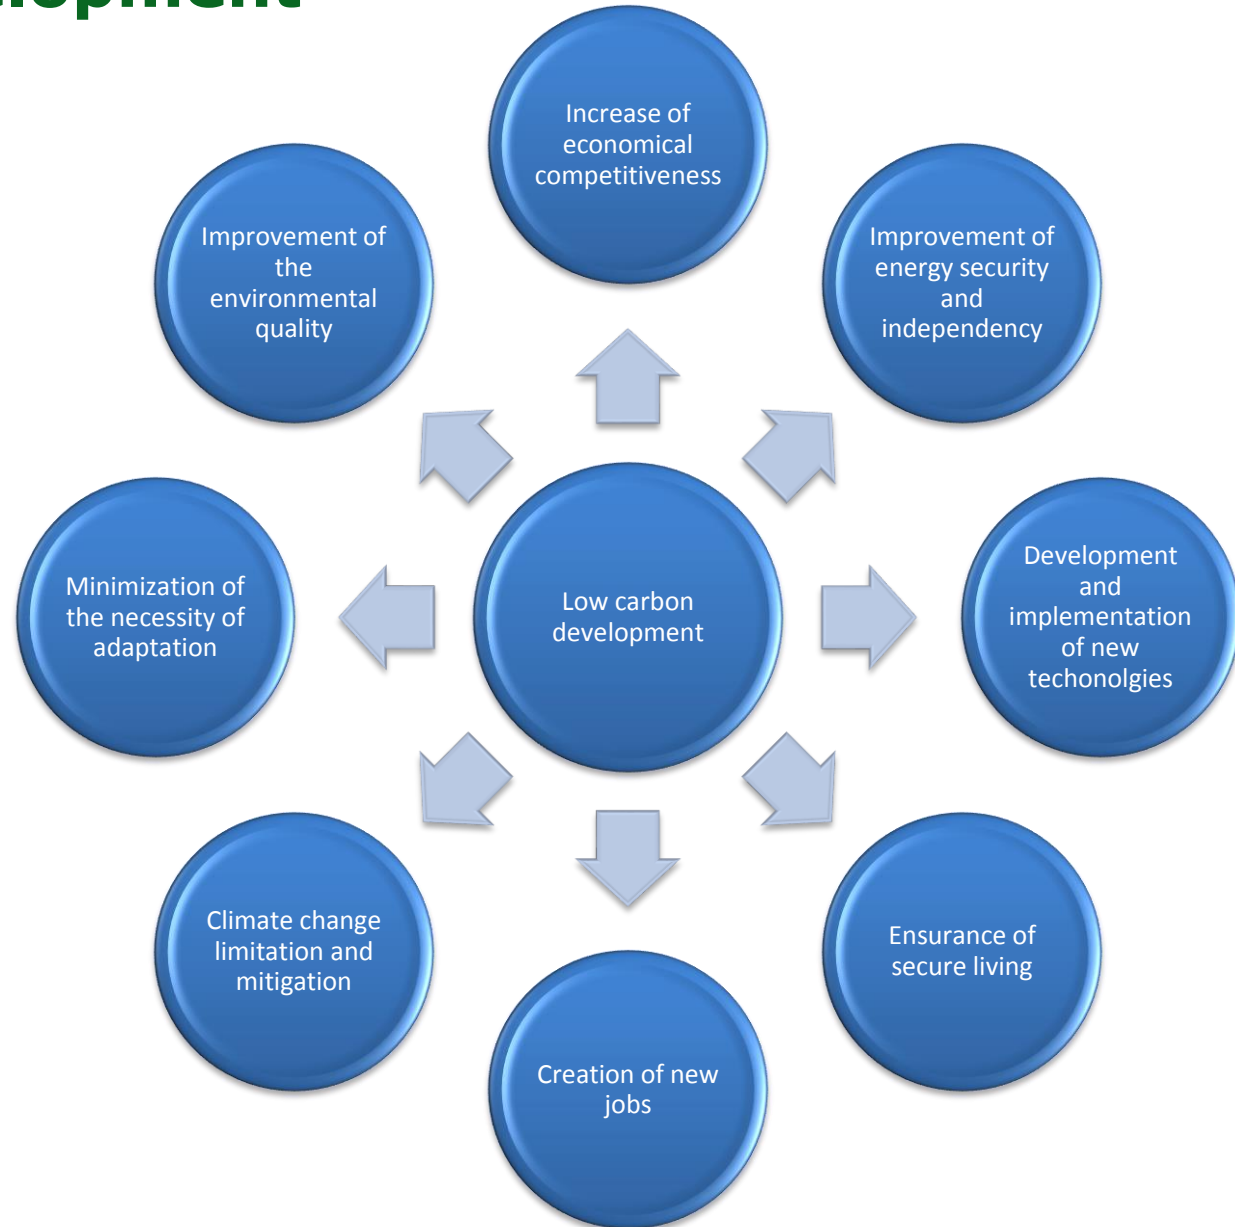 elopment
Increase of
economical
competitiveness
Improvement of
the
environmental
quality
Improvement of
energy security
and
independency
Minimization of
the necessity of
adaptation
Low carbon
development
Development
and
implementation
of new
techonolgies
Climate change
limitation and
mitigation
Ensurance of
secure living
Creation of new
jobs